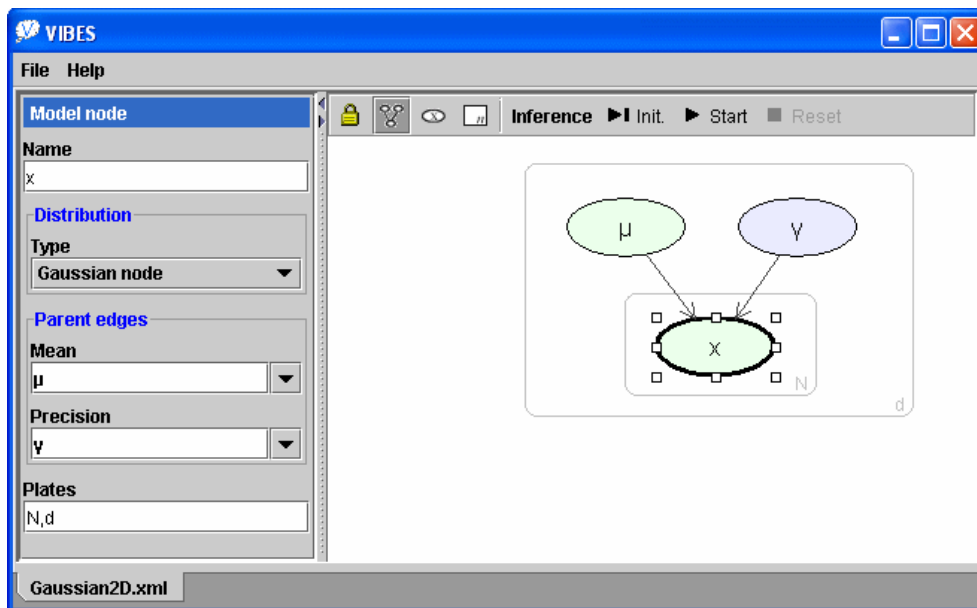 VIBES
File Help
Model node
Name
x
Distribution
Type
Gaussian node
Parent edges
Mean
μ
Precision
γ
Plates
N,d
x
n
Inference Init. Start Reset
μ
γ
x
N
d
Gaussian2D.xml